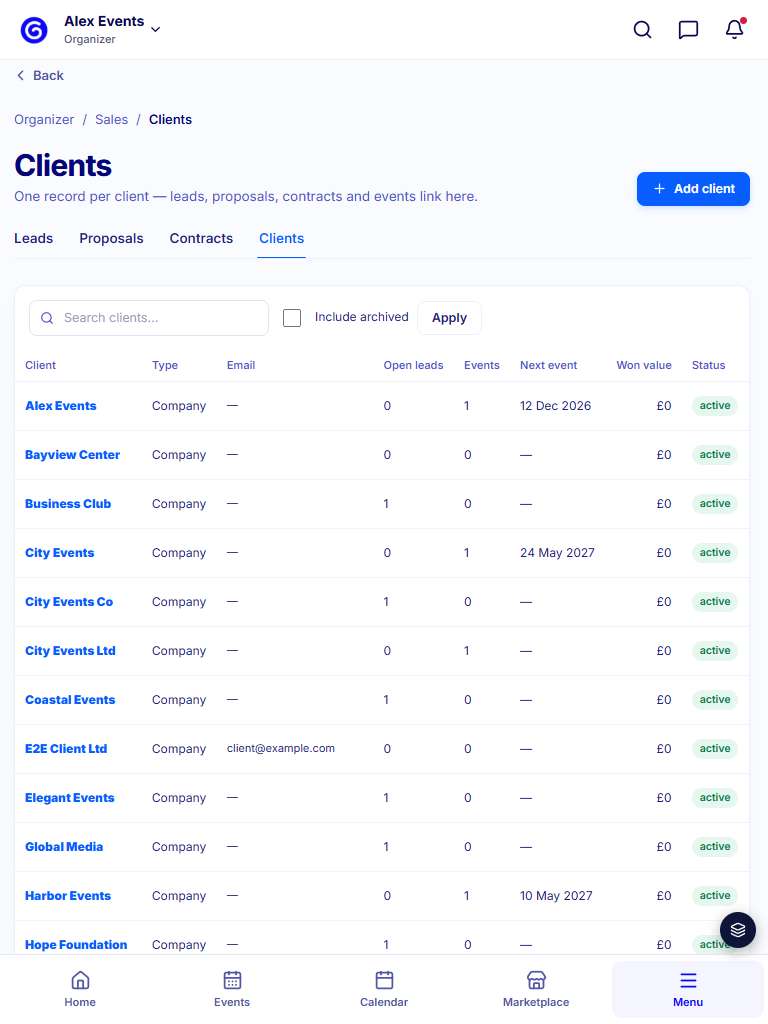 Alex Events
Organizer
Back
Organizer / Sales / Clients
Clients
One record per client — leads, proposals, contracts and events link here.
Add client
Leads Proposals Contracts Clients
Search clients... Include archived Apply
Client Type Email Open leads Events Next event Won value Status
Alex Events Company — 0 1 12 Dec 2026 £0 active
Bayview Center Company — 0 0 — £0 active
Business Club Company — 1 0 — £0 active
City Events Company — 0 1 24 May 2027 £0 active
City Events Co Company — 1 0 — £0 active
City Events Ltd Company — 0 1 — £0 active
Coastal Events Company — 1 0 — £0 active
E2E Client Ltd Company client@example.com 0 0 — £0 active
Elegant Events Company — 1 0 — £0 active
Global Media Company — 1 0 — £0 active
Harbor Events Company — 0 1 10 May 2027 £0 active
Hope Foundation Company — 1 0 — £0 active
Home Events Calendar Marketplace Menu